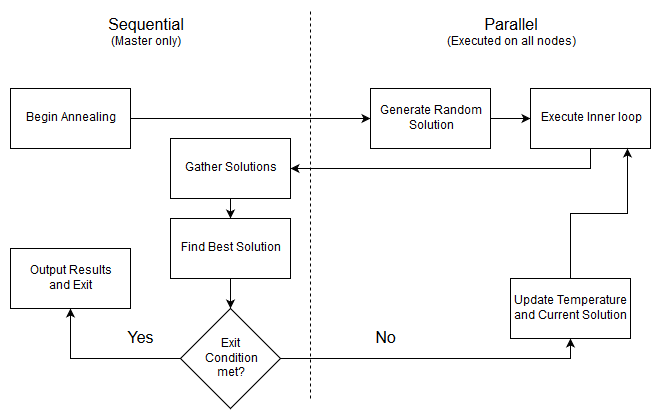 Sequential
(Master only)
Parallel
(Executed on all nodes)
Begin Annealing
Generate Random
Solution
Execute Inner loop
Gather Solutions
Find Best Solution
Output Results
and Exit
Update Temperature
and Current Solution
Yes
Exit
Condition
met?
No